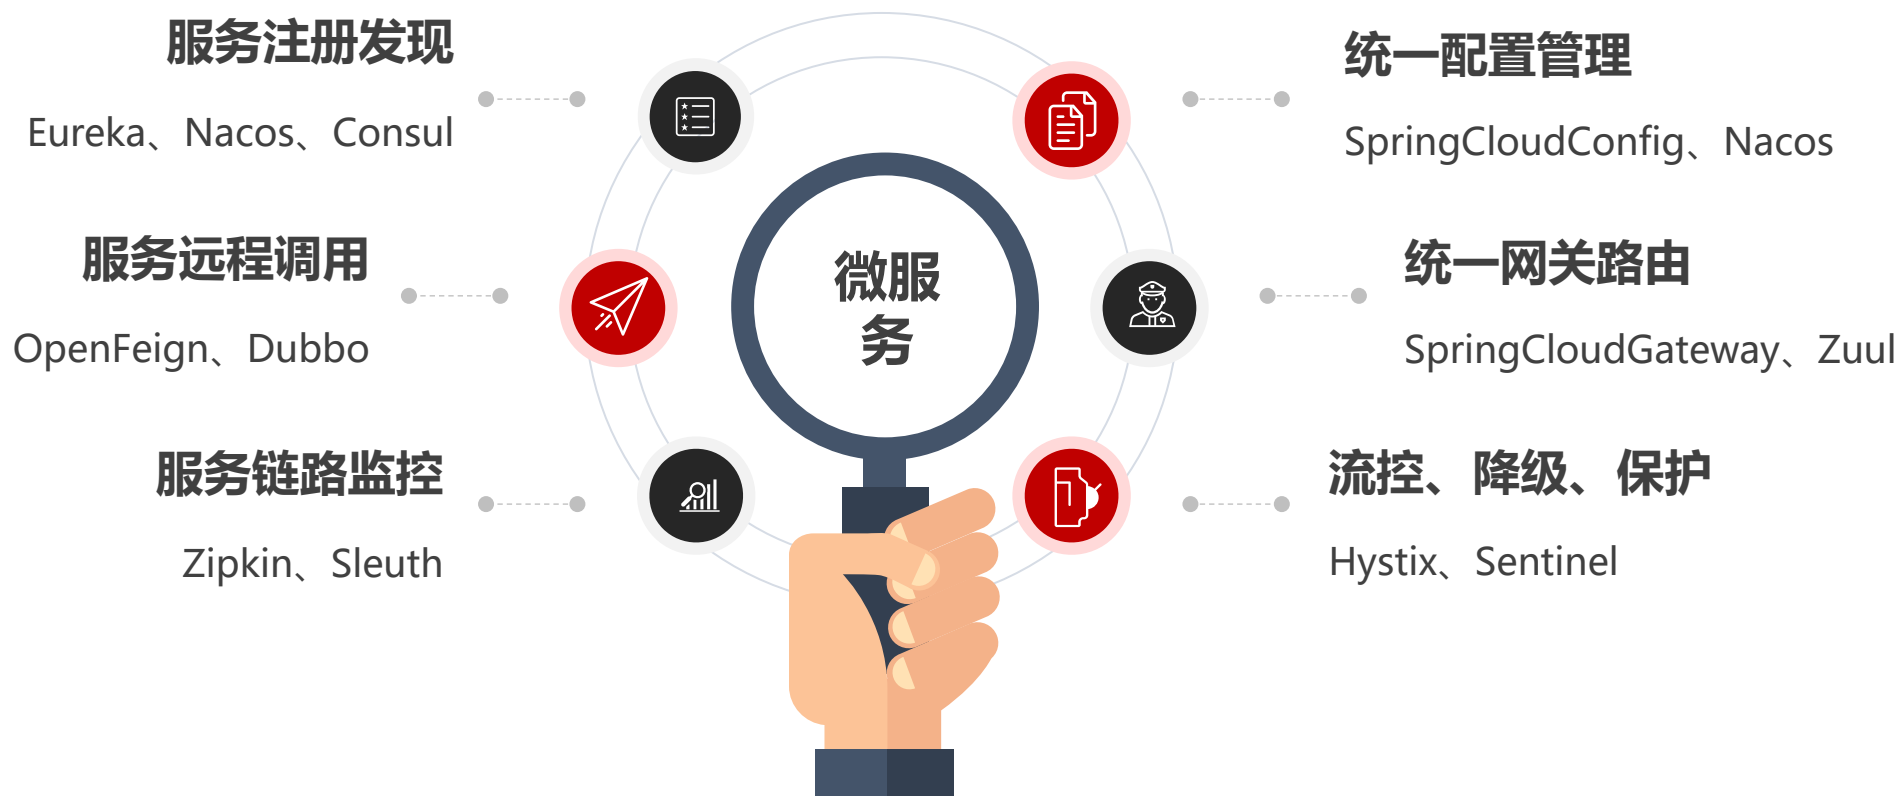 服务注册发现
Eureka、Nacos、Consul
服务远程调用
OpenFeign、Dubbo
服务链路监控
Zipkin、Sleuth
微服
务
统一配置管理
SpringCloudConfig、Nacos
统一网关路由
SpringCloudGateway、Zuul
流控、降级、保护
Hystix、Sentinel